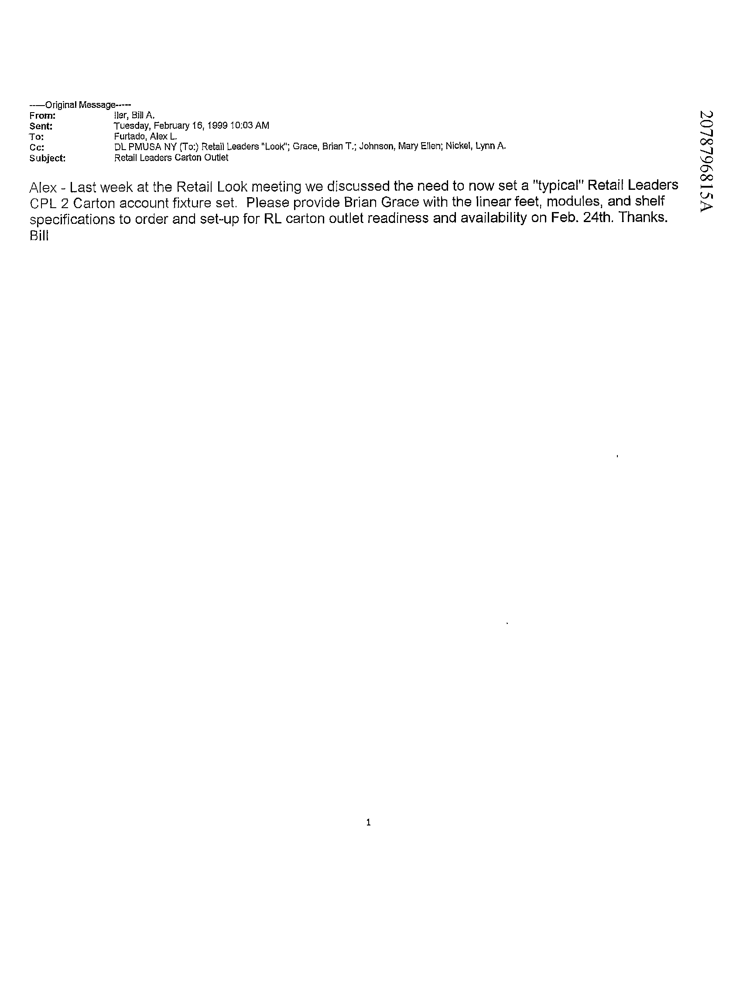 -----Original Message-----
From: Iler, Bill A.
Sent: Tuesday, February 16, 1999 10:03 AM
To: Furtado, Alex L.
Cc: DL PMUSA NY (To:) Retail Leaders "Look"; Grace, Brian T.; Johnson, Mary Ellen; Nickel, Lynn A.
Subject: Retail Leaders Carton Outlet
Alex - Last week at the Retail Look meeting we discussed the need to now set a "typical" Retail Leaders
CPL 2 Carton account fixture set. Please provide Brian Grace with the linear feet, modules, and shelf
specifications to order and set-up for RL carton outlet readiness and availability on Feb. 24th. Thanks.
Bill
2078796815A
1